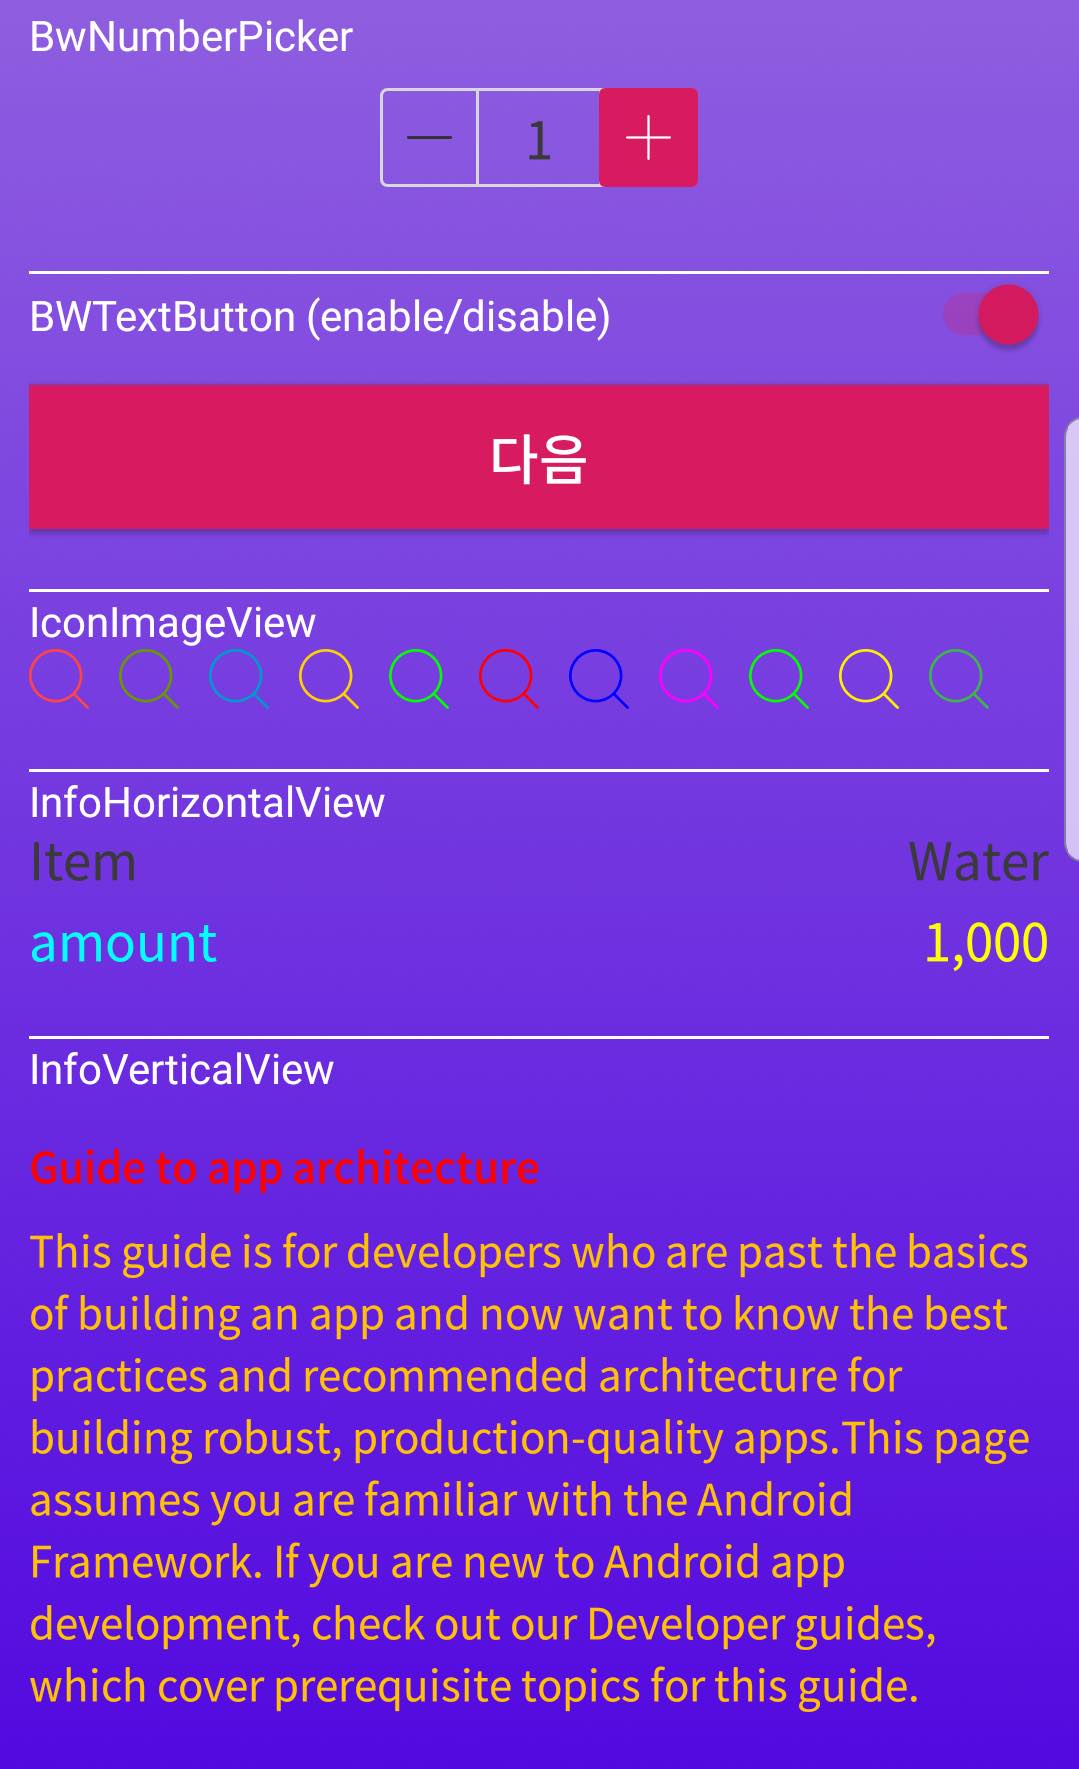 BwNumberPicker
1
BWTextButton (enable/disable)
다음
IconImageView
InfoHorizontalView
Item Water
amount 1,000
InfoVerticalView
Guide to app architecture
This guide is for developers who are past the basics
of building an app and now want to know the best
practices and recommended architecture for
building robust, production-quality apps.This page
assumes you are familiar with the Android
Framework. If you are new to Android app
development, check out our Developer guides,
which cover prerequisite topics for this guide.